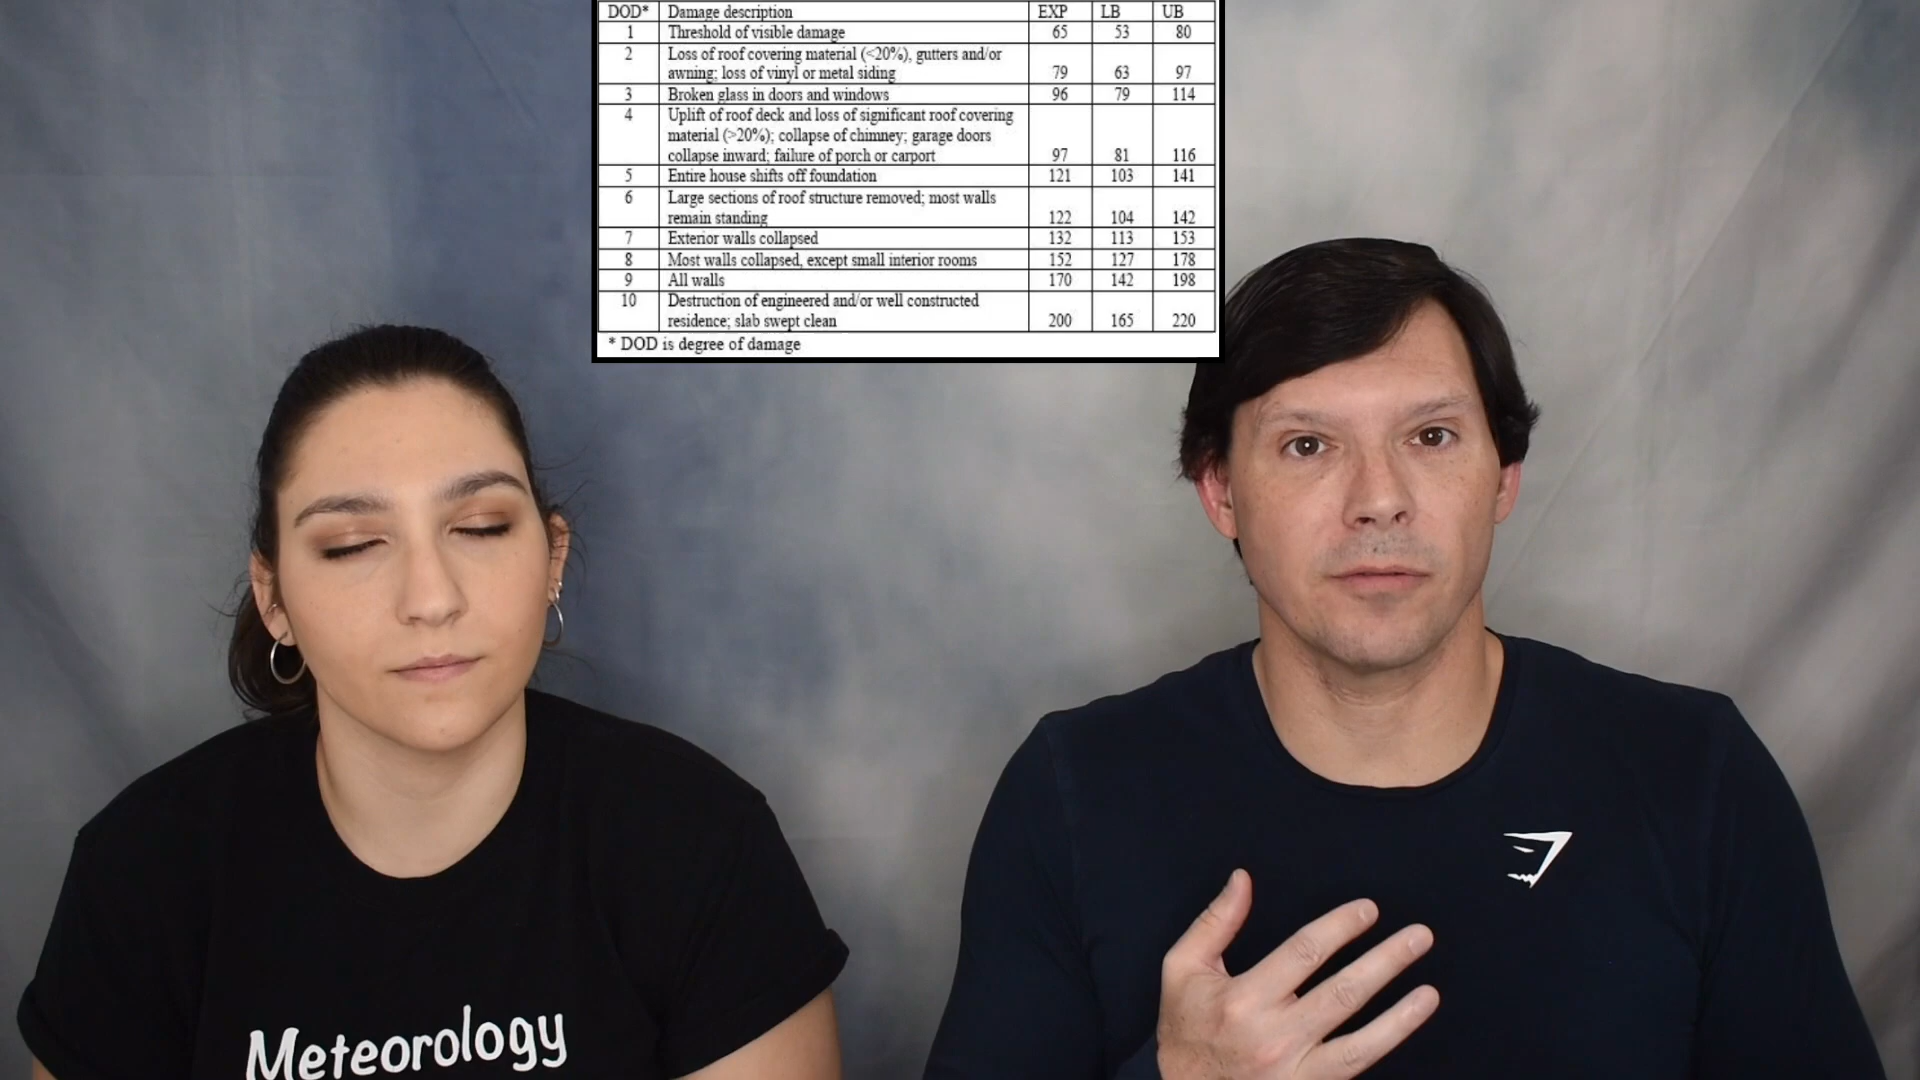 DOD* Damage description EXP LB UB
1 Threshold of visible damage 65 53 80
2 Loss of roof covering material (<20%), gutters and/or
awning; loss of vinyl or metal siding 79 63 97
3 Broken glass in doors and windows 96 79 114
4 Uplift of roof deck and loss of significant roof covering
material (>20%); collapse of chimney; garage doors
collapse inward; failure of porch or carport 97 81 116
5 Entire house shifts off foundation 121 103 141
6 Large sections of roof structure removed; most walls
remain standing 122 104 142
7 Exterior walls collapsed 132 113 153
8 Most walls collapsed, except small interior rooms 152 127 178
9 All walls 170 142 198
10 Destruction of engineered and/or well constructed
residence; slab swept clean 200 165 220
* DOD is degree of damage
Meteorology